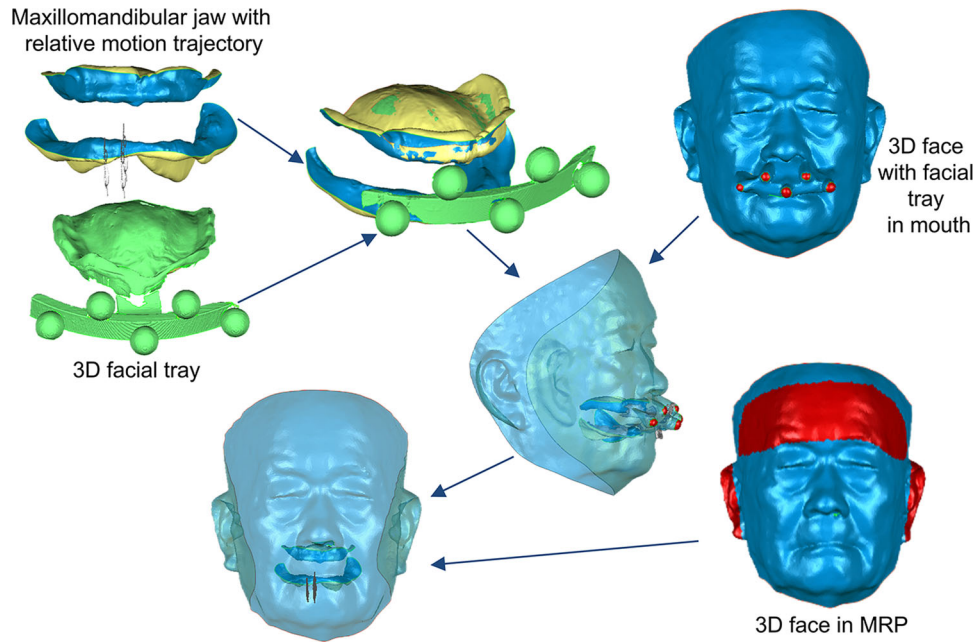 Maxillomandibular jaw with
relative motion trajectory
3D face
with facial
tray
in mouth
3D facial tray
3D face in MRP